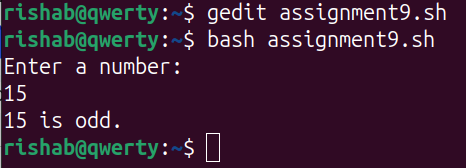 rishab@qwerty:~$ gedit assignment9.sh
rishab@qwerty:~$ bash assignment9.sh
Enter a number:
15
15 is odd.
rishab@qwerty:~$